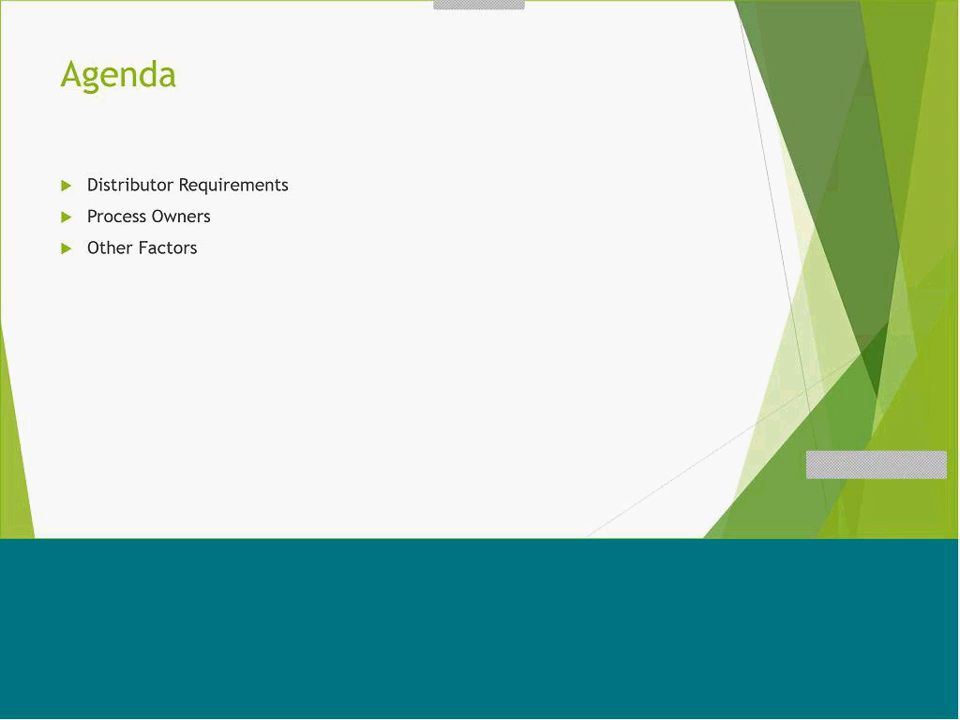 Agenda
Distributor Requirements
Process Owners
Other Factors